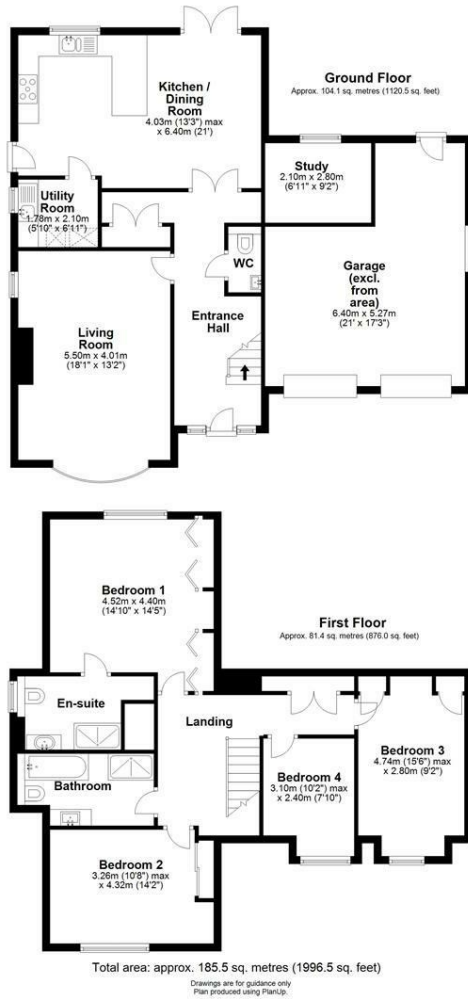 Kitchen /
Dining
Room
4.03m (13'3") max
x 6.40m (21')
Ground Floor
Approx. 104.1 sq. metres (1120.5 sq. feet)
Study
2.10m x 2.80m
(6'11" x 9'2")
Utility
Room
1.78m x 2.10m
(5'10" x 6'11")
WC
Garage
(excl.
from
area)
6.40m x 5.27m
(21' x 17'3")
Entrance
Hall
Living
Room
5.50m x 4.01m
(18'1" x 13'2")
Bedroom 1
4.52m x 4.40m
(14'10" x 14'5")
First Floor
Approx. 81.4 sq. metres (876.0 sq. feet)
En-suite
Landing
Bedroom 3
4.74m (15'6") max
x 2.80m (9'2")
Bedroom 4
3.10m (10'2") max
x 2.40m (7'10")
Bathroom
Bedroom 2
3.26m (10'8") max
x 4.32m (14'2")
Total area: approx. 185.5 sq. metres (1996.5 sq. feet)
Drawings are for guidance only
Plan produced using PlanUp.